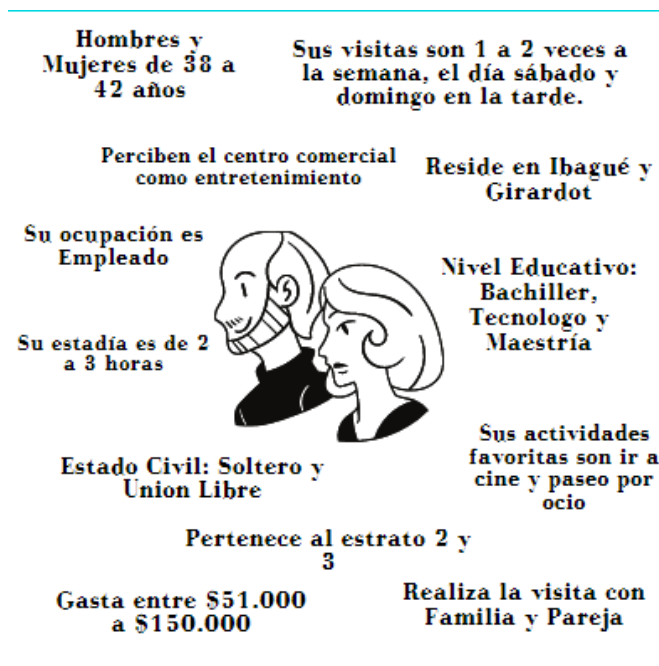 Hombres y
Mujeres de 38 a
42 años
Sus visitas son 1 a 2 veces a
la semana, el día sábado y
domingo en la tarde.
Perciben el centro comercial
como entretenimiento
Reside en Ibagué y
Girardot
Su ocupación es
Empleado
Nivel Educativo:
Bachiller,
Tecnologo y
Maestría
Su estadía es de 2
a 3 horas
Sus actividades
favoritas son ir a
cine y paseo por
ocio
Estado Civil: Soltero y
Union Libre
Pertenece al estrato 2 y
3
Gasta entre $51.000
a $150.000
Realiza la visita con
Familia y Pareja